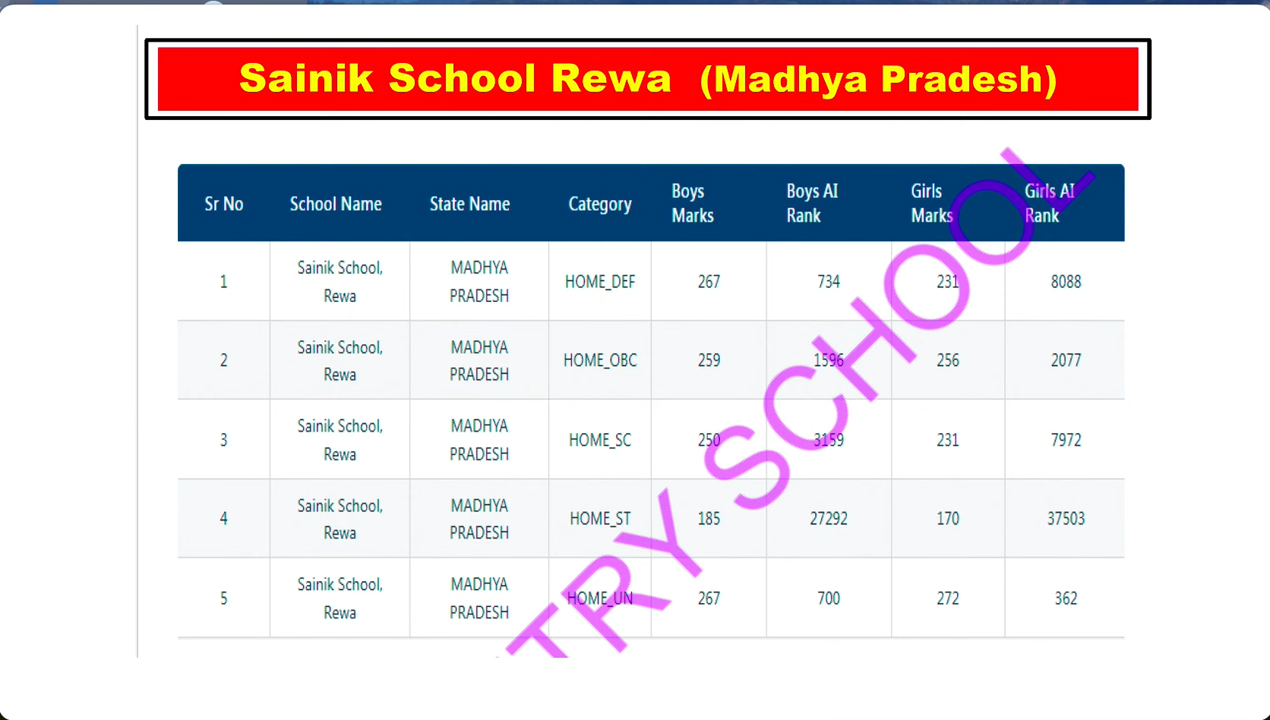 Sainik School Rewa (Madhya Pradesh)
Sr No School Name State Name Category Boys Marks Boys AI Rank Girls Marks Girls AI Rank
1 Sainik School, Rewa MADHYA PRADESH HOME_DEF 267 734 231 8088
2 Sainik School, Rewa MADHYA PRADESH HOME_OBC 259 1596 256 2077
3 Sainik School, Rewa MADHYA PRADESH HOME_SC 250 3159 231 7972
4 Sainik School, Rewa MADHYA PRADESH HOME_ST 185 27292 170 37503
5 Sainik School, Rewa MADHYA PRADESH HOME_UN 267 700 272 362
TRY SCHOOL